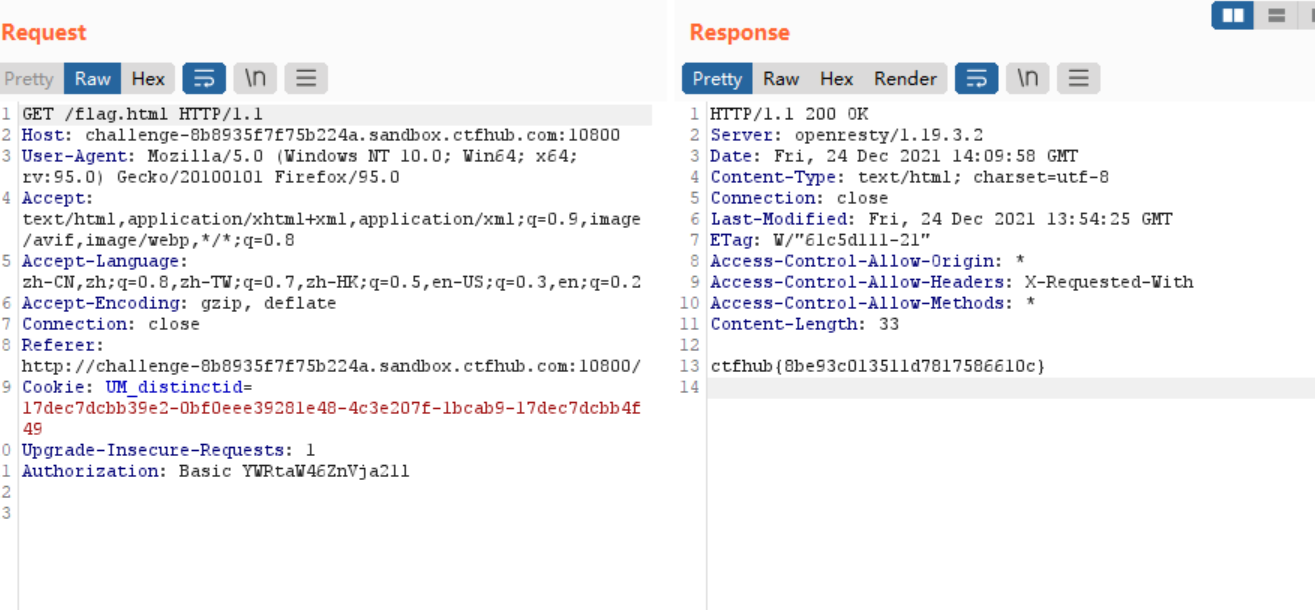 Request
Pretty Raw Hex \n
1 GET /flag.html HTTP/1.1
2 Host: challenge-8b8935f7f75b224a.sandbox.ctfhub.com:10800
3 User-Agent: Mozilla/5.0 (Windows NT 10.0; Win64; x64;
rv:95.0) Gecko/20100101 Firefox/95.0
4 Accept:
text/html,application/xhtml+xml,application/xml;q=0.9,image
/avif,image/webp,*/*;q=0.8
5 Accept-Language:
zh-CN,zh;q=0.8,zh-TW;q=0.7,zh-HK;q=0.5,en-US;q=0.3,en;q=0.2
6 Accept-Encoding: gzip, deflate
7 Connection: close
8 Referer:
http://challenge-8b8935f7f75b224a.sandbox.ctfhub.com:10800/
9 Cookie: UM_distinctid=
17dec7dcbb39e2-0bf0eee39281e48-4c3e207f-1bcab9-17dec7dcbb4f
49
0 Upgrade-Insecure-Requests: 1
1 Authorization: Basic YWRtaW46ZnVja211
2
3
Response
Pretty Raw Hex Render \n
1 HTTP/1.1 200 OK
2 Server: openresty/1.19.3.2
3 Date: Fri, 24 Dec 2021 14:09:58 GMT
4 Content-Type: text/html; charset=utf-8
5 Connection: close
6 Last-Modified: Fri, 24 Dec 2021 13:54:25 GMT
7 ETag: W/"61c5d111-21"
8 Access-Control-Allow-Origin: *
9 Access-Control-Allow-Headers: X-Requested-With
10 Access-Control-Allow-Methods: *
11 Content-Length: 33
12
13 ctfhub{8be93c013511d7817586610c}
14